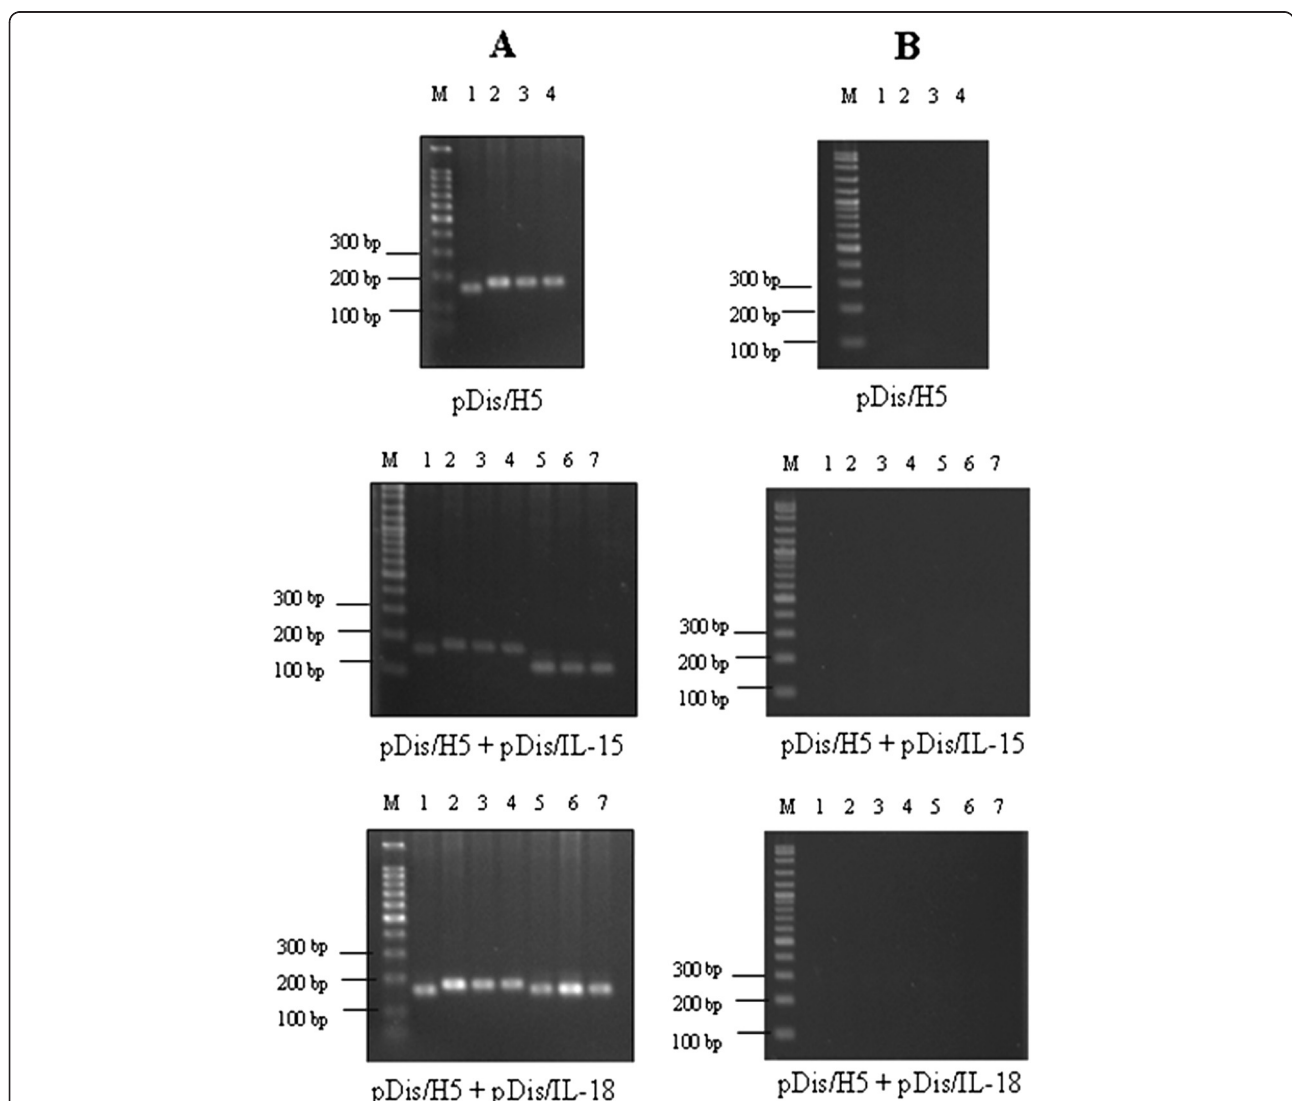 A
M 1 2 3 4
300 bp
200 bp
100 bp
pDis/H5
M 1 2 3 4 5 6 7
300 bp
200 bp
100 bp
pDis/H5 + pDis/IL-15
M 1 2 3 4 5 6 7
300 bp
200 bp
100 bp
pDis/H5 + pDis/IL-18
B
M 1 2 3 4
300 bp
200 bp
100 bp
pDis/H5
M 1 2 3 4 5 6 7
300 bp
200 bp
100 bp
pDis/H5 + pDis/IL-15
M 1 2 3 4 5 6 7
300 bp
200 bp
100 bp
pDis/H5 + pDis/IL-18